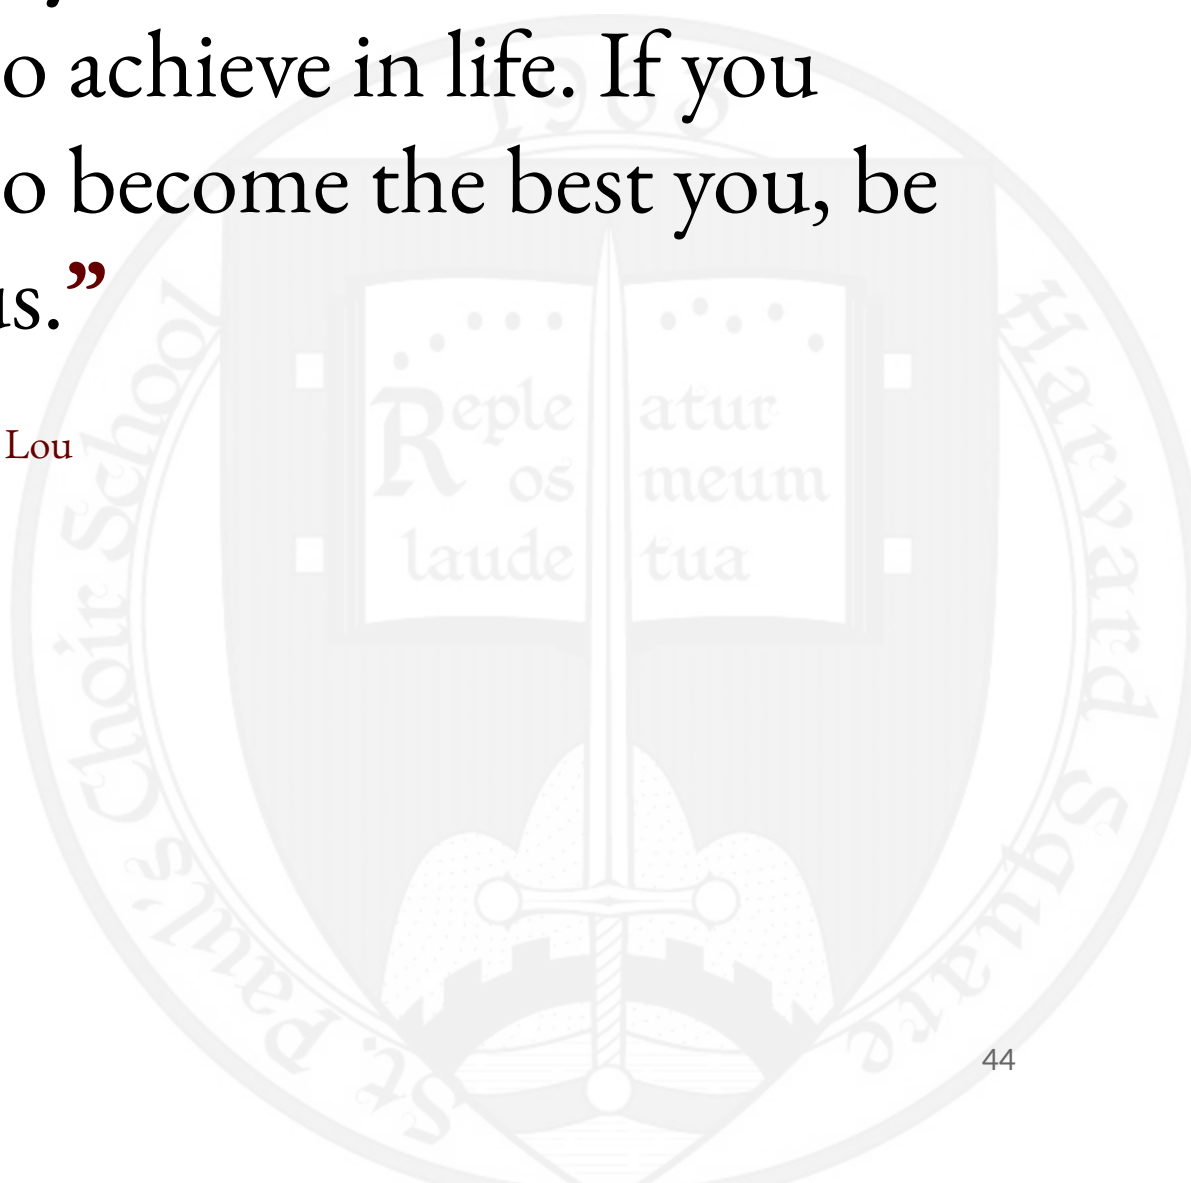 o achieve in life. If you
o become the best you, be
us.”
Lou
1963
St. Paul's Choir School
Harvard Square
Reple atur
os meum
laude tua
44